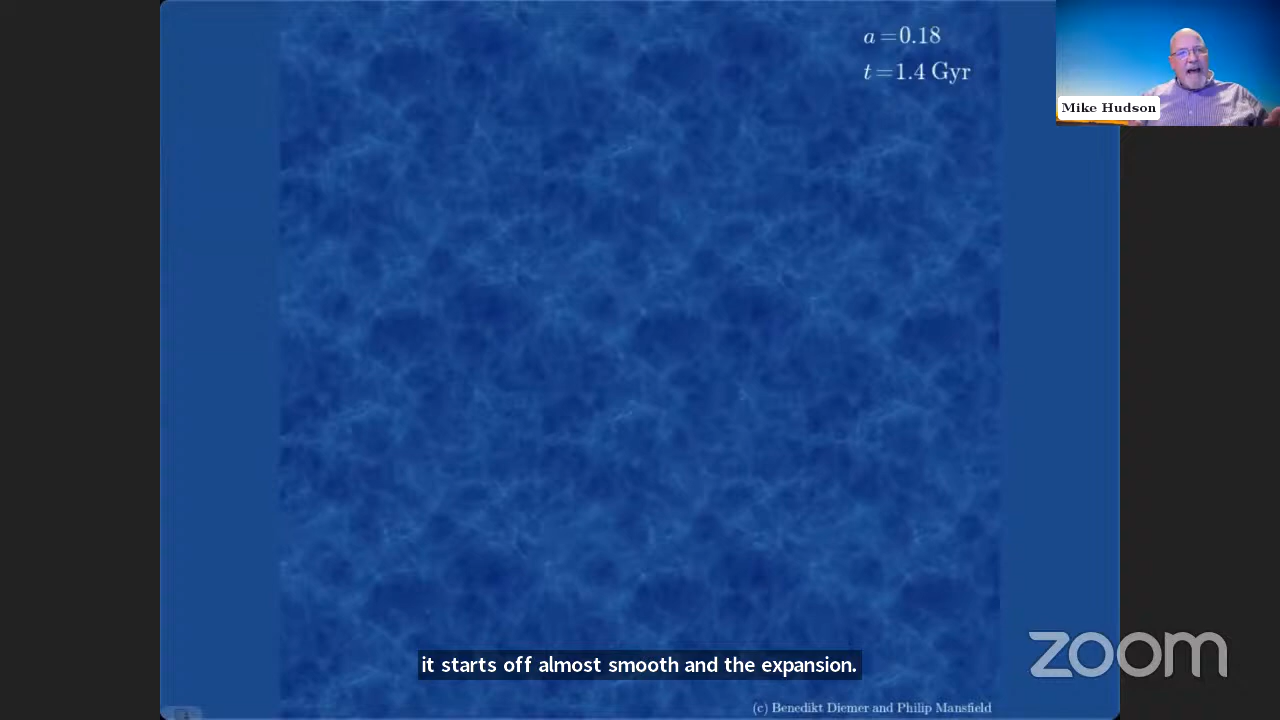 a = 0.18
t = 1.4 Gyr
Mike Hudson
it starts off almost smooth and the expansion.
zoom
(c) Benedikt Diemer and Philip Mansfield